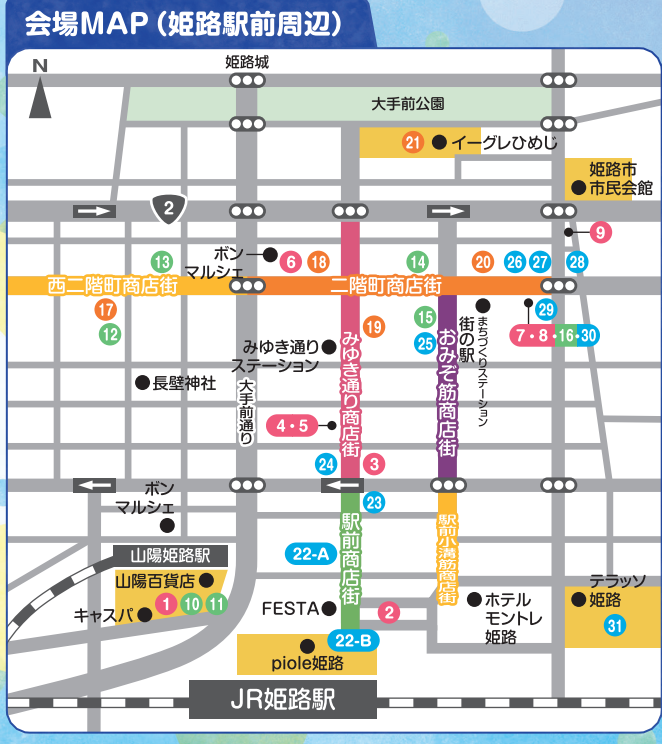 会場MAP（姫路駅前周辺）
N
姫路城
大手前公園
21
イーグレひめじ
姫路市
市民会館
2
9
13
ボン
マルシェ
6
18
14
20
26
27
28
西二階町商店街
二階町商店街
17
12
みゆき通り
ステーション
19
みゆき通り商店街
15
25
おみぞ筋商店街
街の駅
まちづくりステーション
29
7・8・16・30
長壁神社
大手前通り
4・5
24
3
ボン
マルシェ
23
駅前商店街
駅前小溝筋商店街
22-A
山陽姫路駅
山陽百貨店
キャスパ
1
10
11
FESTA
2
ホテル
モントレ
姫路
テラッソ
姫路
31
22-B
piole姫路
JR姫路駅